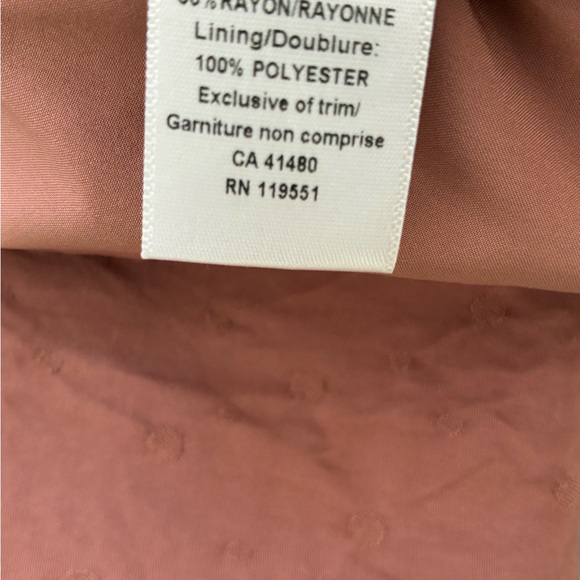 RAYON/RAYONNE
Lining/Doublure:
100% POLYESTER
Exclusive of trim/
Garniture non comprise
CA 41480
RN 119551